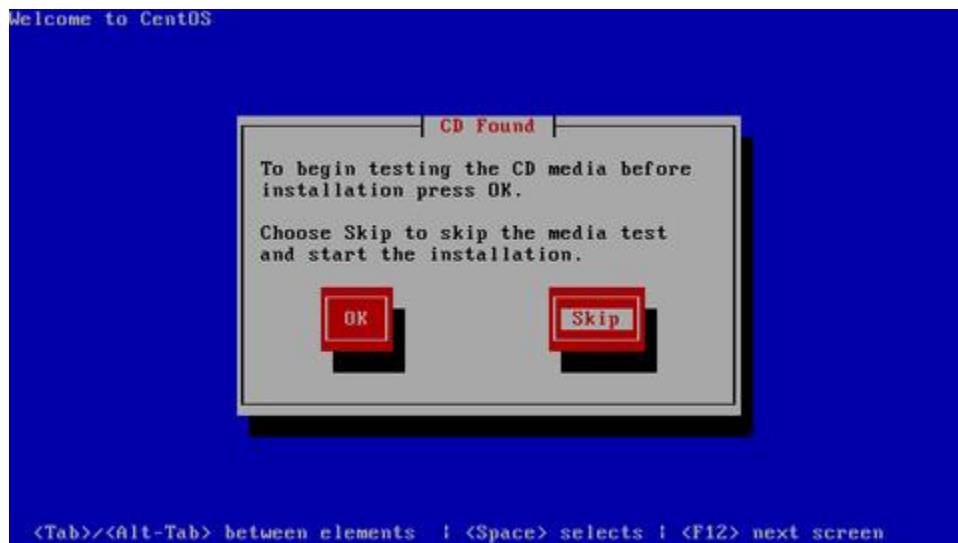 Welcome to CentOS
CD Found
To begin testing the CD media before
installation press OK.
Choose Skip to skip the media test
and start the installation.
OK Skip
<Tab>/<Alt-Tab> between elements | <Space> selects | <F12> next screen